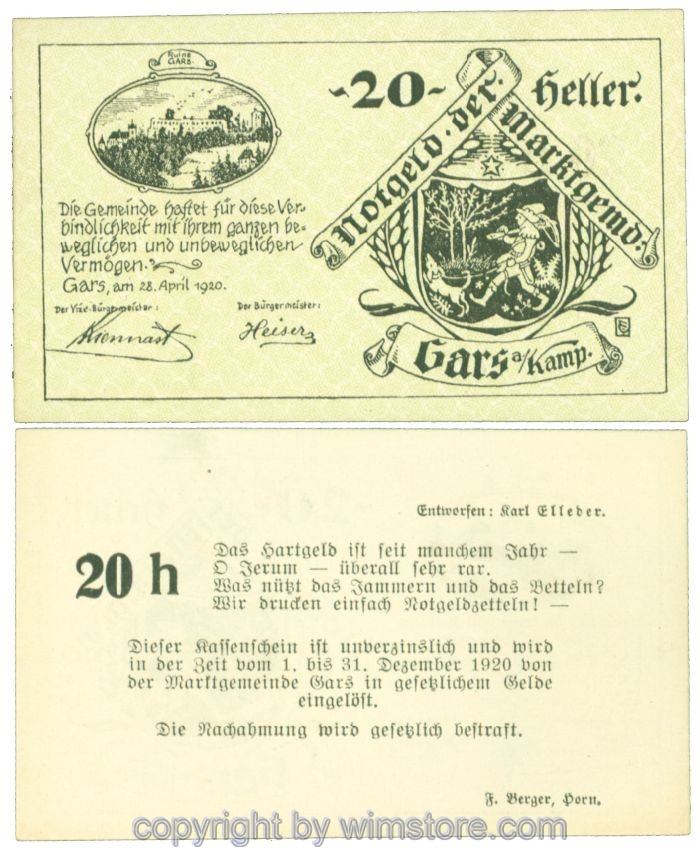 Ruine
GARS.
-20- Heller.
Notgeld der Marktgemd:
Die Gemeinde haftet für diese Ver-
bindlichkeit mit ihrem ganzen be-
weglichen und unbeweglichen
Vermögen.
Gars, am 28. April 1920.
Der Vize-Bürgermeister:
Der Bürgermeister:
Kiennast
Heiser
Gars a/Kamp.
Entworfen: Karl Elleder.
20 h
Das Hartgeld ist seit manchem Jahr —
O Jerum — überall sehr rar.
Was nützt das Jammern und das Betteln?
Wir drucken einfach Notgeldzetteln! —
Dieser Kassenschein ist unverzinslich und wird
in der Zeit vom 1. bis 31. Dezember 1920 von
der Marktgemeinde Gars in gesetzlichem Gelde
eingelöst.
Die Nachahmung wird gesetzlich bestraft.
F. Berger, Horn.
copyright by wimstore.com